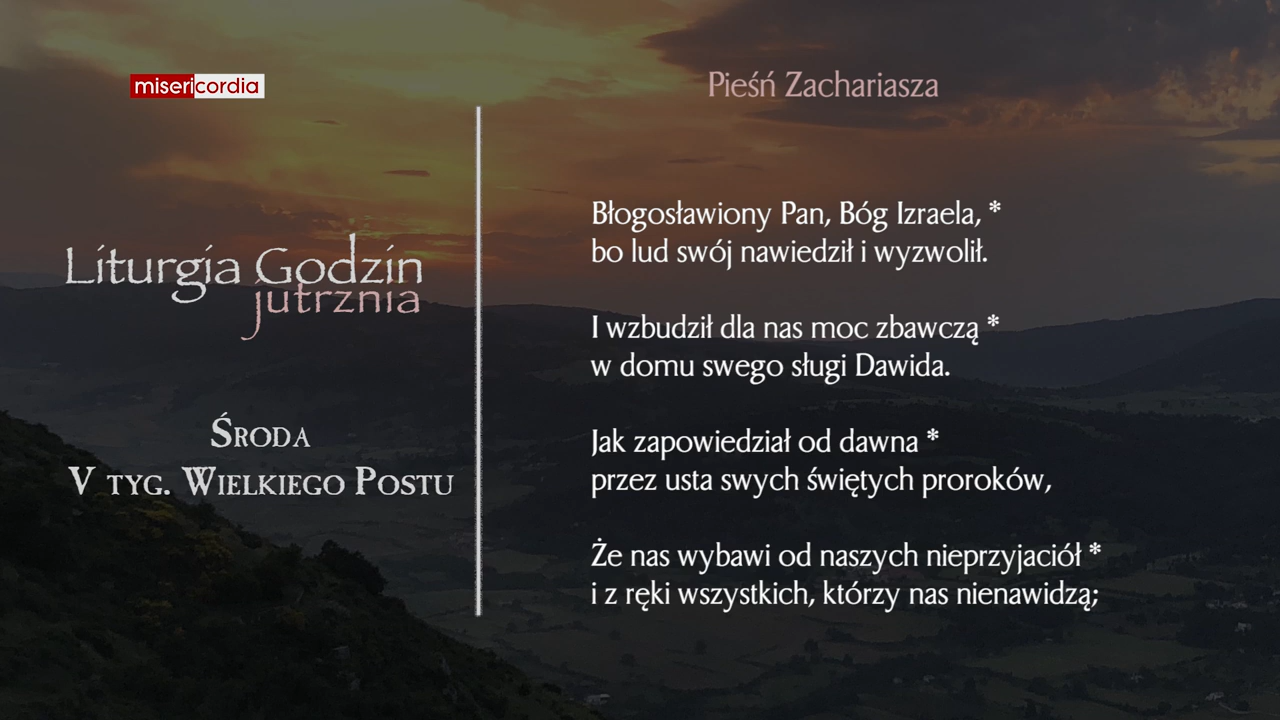 misericordia
Liturgia Godzin
jutrznia
Środa
V tyg. Wielkiego Postu
Pieśń Zachariasza
Błogosławiony Pan, Bóg Izraela, *
bo lud swój nawiedził i wyzwolił.
I wzbudził dla nas moc zbawczą *
w domu swego sługi Dawida.
Jak zapowiedział od dawna *
przez usta swych świętych proroków,
Że nas wybawi od naszych nieprzyjaciół *
i z ręki wszystkich, którzy nas nienawidzą;